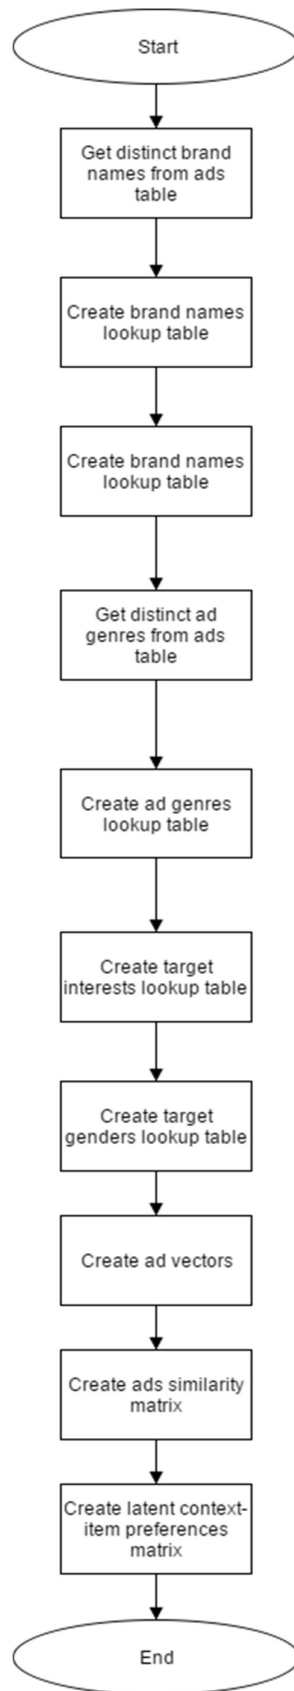 Start
Get distinct brand
names from ads
table
Create brand names
lookup table
Create brand names
lookup table
Get distinct ad
genres from ads
table
Create ad genres
lookup table
Create target
interests lookup table
Create target
genders lookup table
Create ad vectors
Create ads similarity
matrix
Create latent context-
item preferences
matrix
End